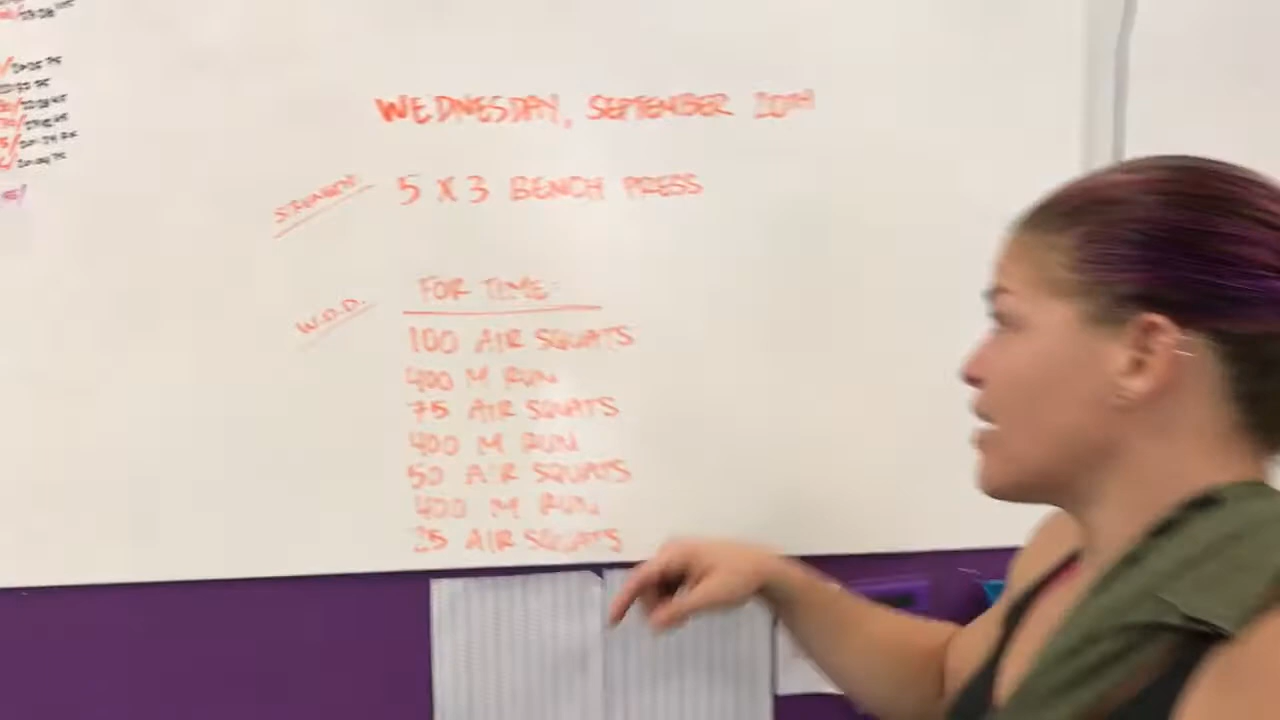 WEDNESDAY, SEPTEMBER 20TH
STRENGTH: 5 X 3 BENCH PRESS
W.O.D. FOR TIME:
100 AIR SQUATS
400 M RUN
75 AIR SQUATS
400 M RUN
50 AIR SQUATS
400 M RUN
25 AIR SQUATS